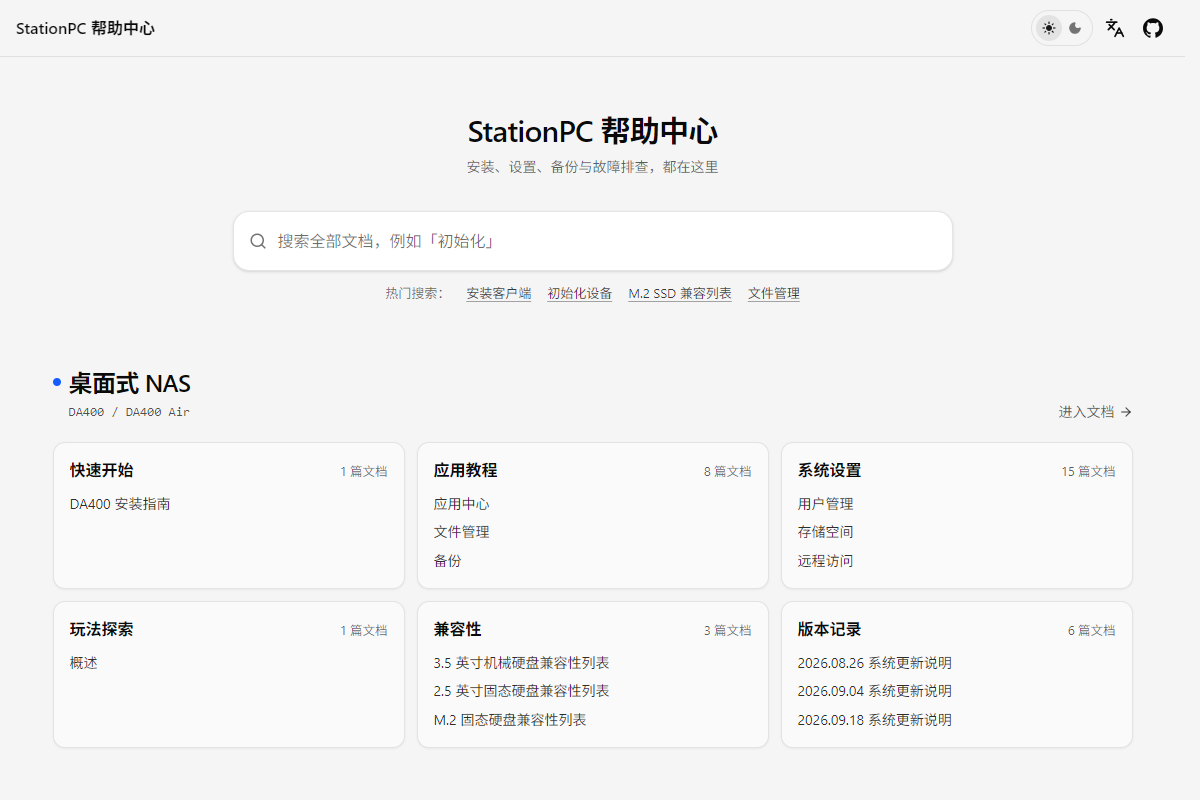 StationPC 帮助中心
StationPC 帮助中心
安装、设置、备份与故障排查，都在这里
搜索全部文档，例如「初始化」
热门搜索： 安装客户端 初始化设备 M.2 SSD 兼容列表 文件管理
桌面式 NAS
DA400 / DA400 Air
进入文档 →
快速开始 1 篇文档
DA400 安装指南
应用教程 8 篇文档
应用中心
文件管理
备份
系统设置 15 篇文档
用户管理
存储空间
远程访问
玩法探索 1 篇文档
概述
兼容性 3 篇文档
3.5 英寸机械硬盘兼容性列表
2.5 英寸固态硬盘兼容性列表
M.2 固态硬盘兼容性列表
版本记录 6 篇文档
2026.08.26 系统更新说明
2026.09.04 系统更新说明
2026.09.18 系统更新说明